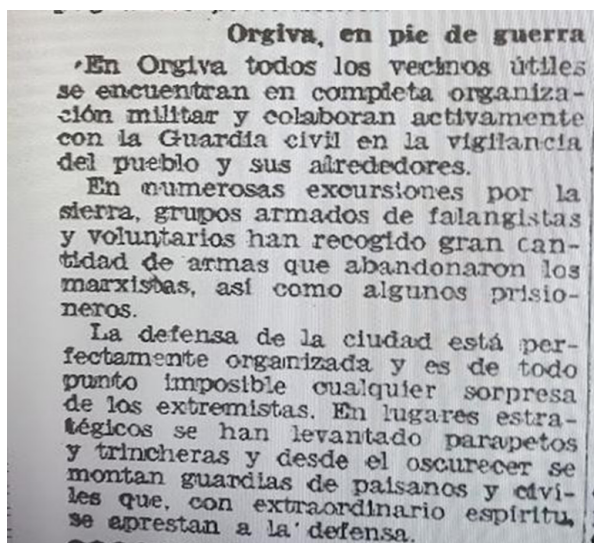 Orgiva, en pie de guerra
En Orgiva todos los vecinos útiles
se encuentran en completa organiza-
ción militar y colaboran activamente
con la Guardia civil en la vigilancia
del pueblo y sus alrededores.
En numerosas excursiones por la
sierra, grupos armados de falangistas
y voluntarios han recogido gran can-
tidad de armas que abandonaron los
marxistas, así como algunos prisio-
neros.
La defensa de la ciudad está per-
fectamente organizada y es de todo
punto imposible cualquier sorpresa
de los extremistas. En lugares estra-
tégicos se han levantado parapetos
y trincheras y desde el oscurecer se
montan guardias de paisanos y civi-
les que, con extraordinario espíritu,
se aprestan a la defensa.